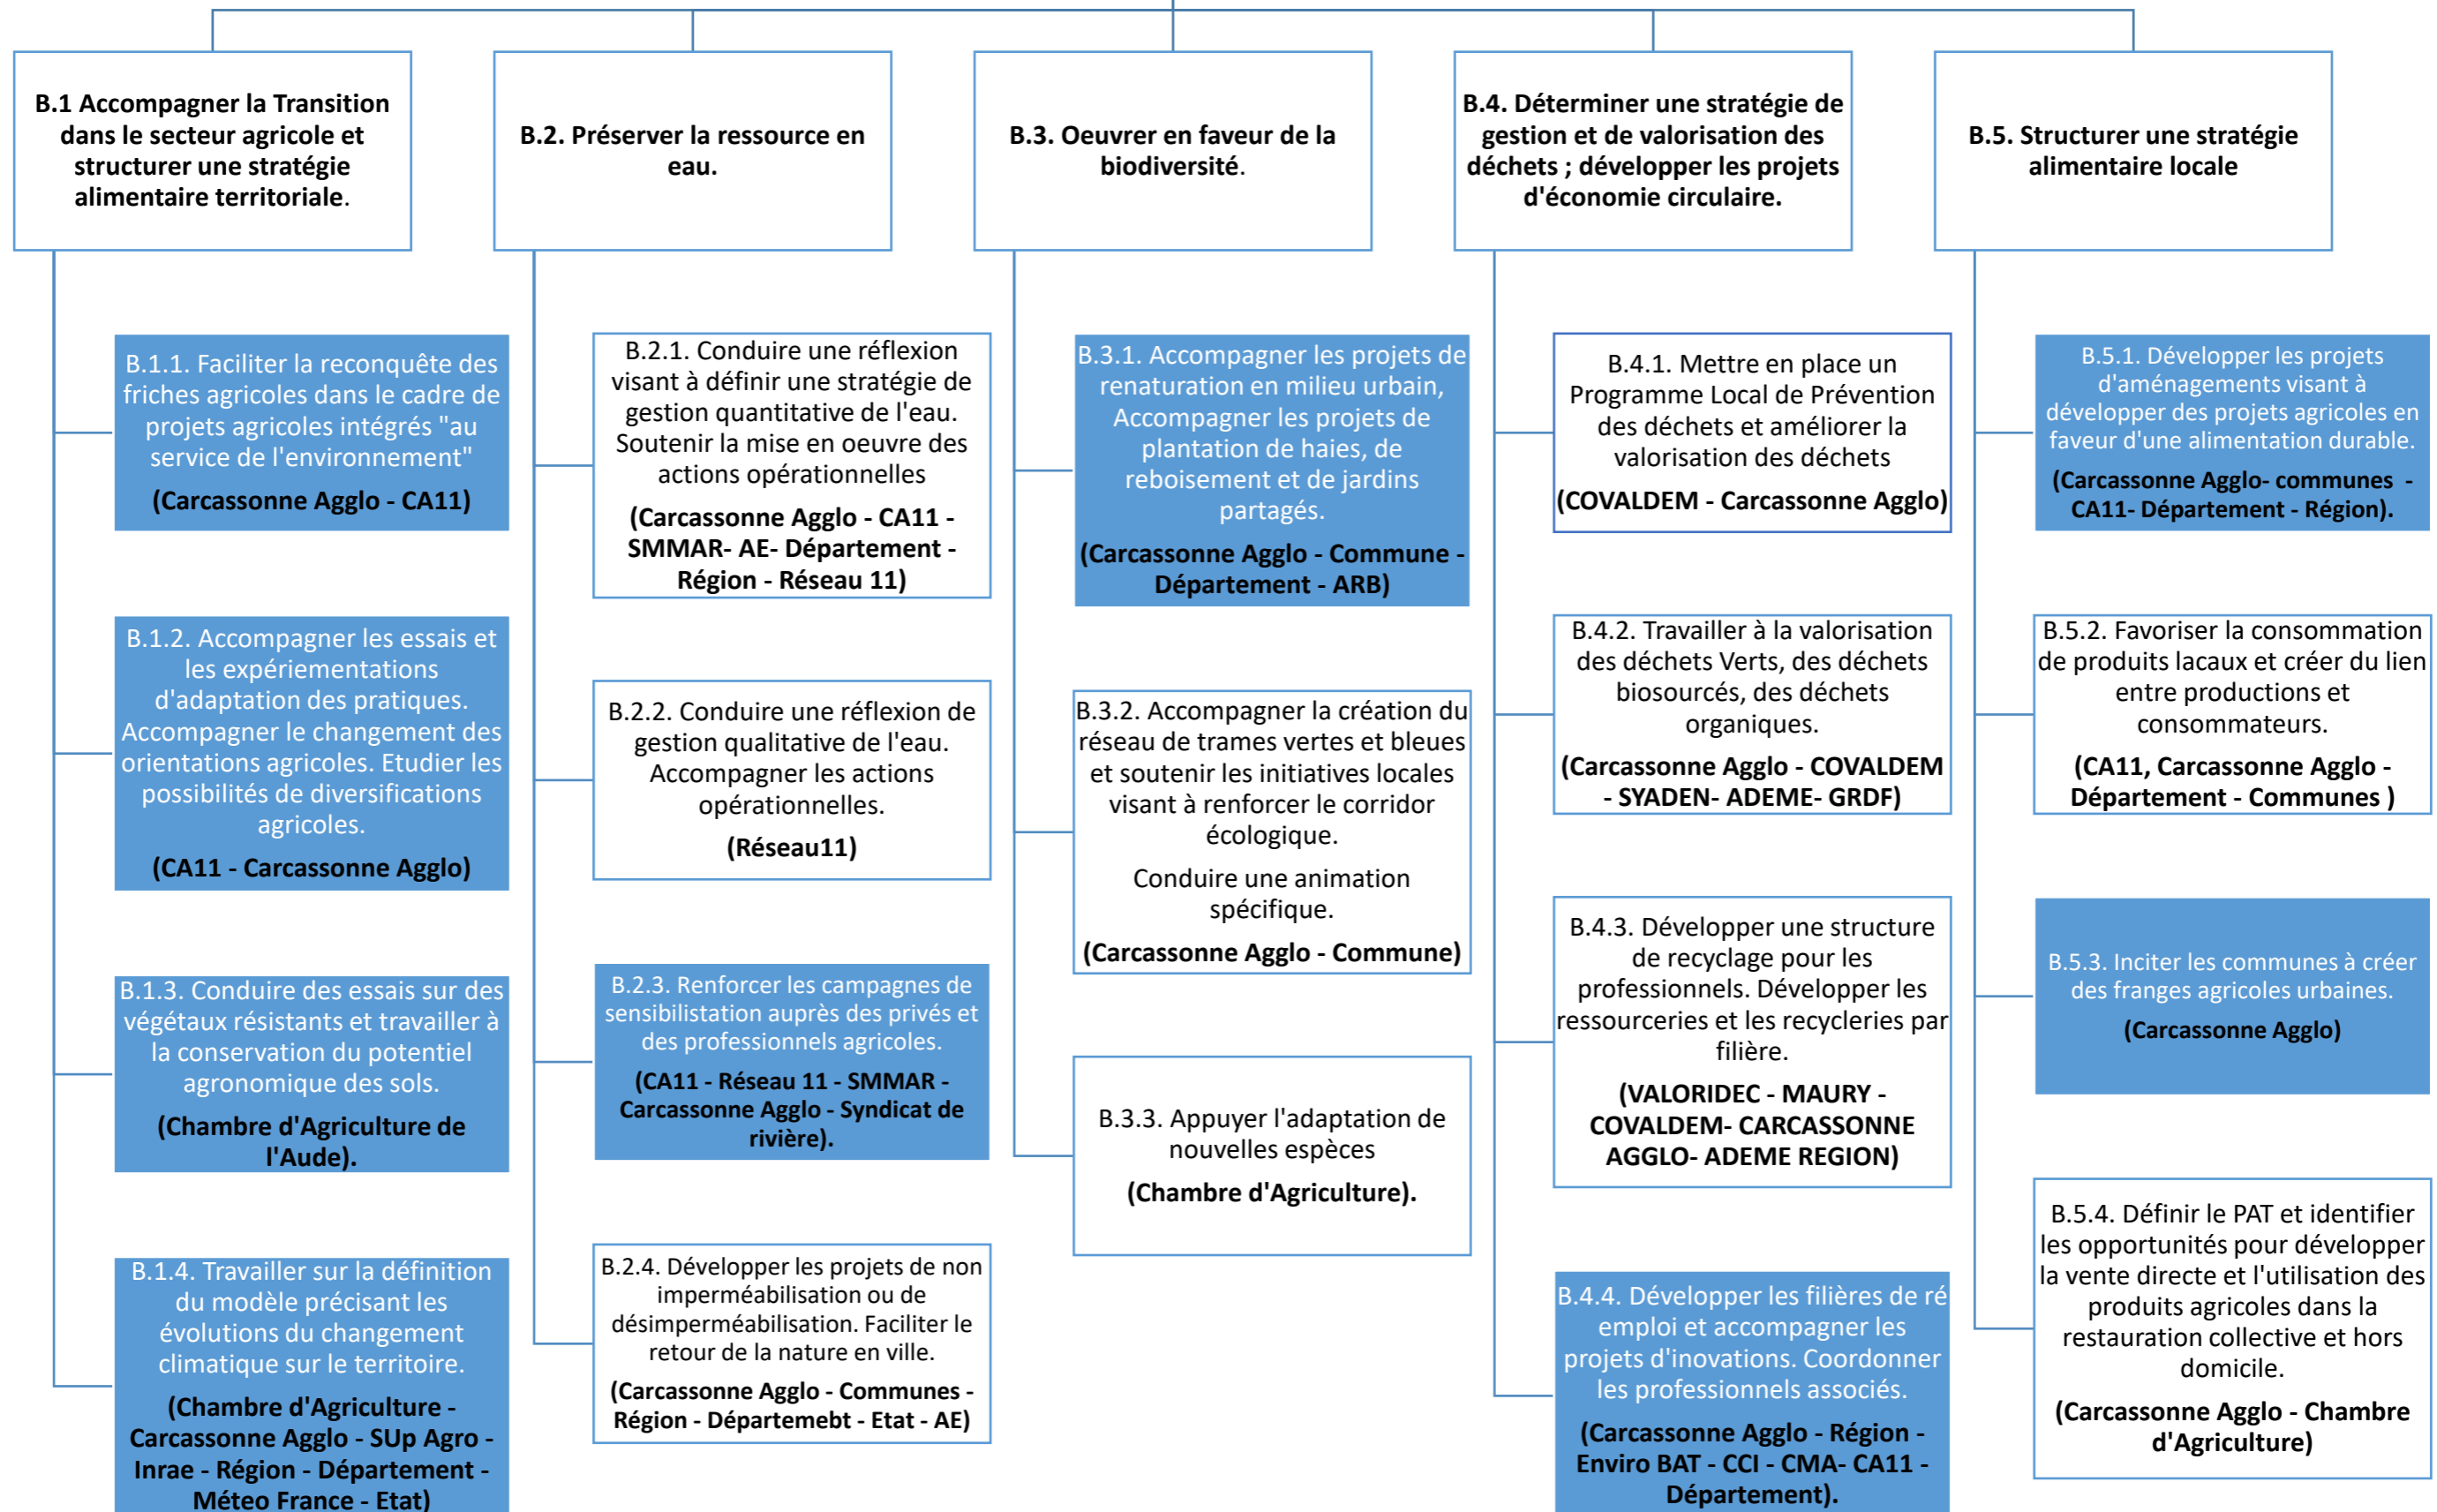 B.1 Accompagner la Transition
dans le secteur agricole et
structurer une stratégie
alimentaire territoriale.
B.1.1. Faciliter la reconquête des
friches agricoles dans le cadre de
projets agricoles intégrés "au
service de l'environnement"
(Carcassonne Agglo - CA11)
B.1.2. Accompagner les essais et
les expériementations
d'adaptation des pratiques.
Accompagner le changement des
orientations agricoles. Etudier les
possibilités de diversifications
agricoles.
(CA11 - Carcassonne Agglo)
B.1.3. Conduire des essais sur des
végétaux résistants et travailler à
la conservation du potentiel
agronomique des sols.
(Chambre d'Agriculture de
l'Aude).
B.1.4. Travailler sur la définition
du modèle précisant les
évolutions du changement
climatique sur le territoire.
(Chambre d'Agriculture -
Carcassonne Agglo - SUp Agro -
Inrae - Région - Département -
Méteo France - Etat)
B.2. Préserver la ressource en
eau.
B.2.1. Conduire une réflexion
visant à définir une stratégie de
gestion quantitative de l'eau.
Soutenir la mise en oeuvre des
actions opérationnelles
(Carcassonne Agglo - CA11 -
SMMAR- AE- Département -
Région - Réseau 11)
B.2.2. Conduire une réflexion de
gestion qualitative de l'eau.
Accompagner les actions
opérationnelles.
(Réseau11)
B.2.3. Renforcer les campagnes de
sensibilistation auprès des privés et
des professionnels agricoles.
(CA11 - Réseau 11 - SMMAR -
Carcassonne Agglo - Syndicat de
rivière).
B.2.4. Développer les projets de non
imperméabilisation ou de
désimperméabilisation. Faciliter le
retour de la nature en ville.
(Carcassonne Agglo - Communes -
Région - Départemebt - Etat - AE)
B.3. Oeuvrer en faveur de la
biodiversité.
B.3.1. Accompagner les projets de
renaturation en milieu urbain,
Accompagner les projets de
plantation de haies, de
reboisement et de jardins
partagés.
(Carcassonne Agglo - Commune -
Département - ARB)
B.3.2. Accompagner la création du
réseau de trames vertes et bleues
et soutenir les initiatives locales
visant à renforcer le corridor
écologique.
Conduire une animation
spécifique.
(Carcassonne Agglo - Commune)
B.3.3. Appuyer l'adaptation de
nouvelles espèces
(Chambre d'Agriculture).
B.4. Déterminer une stratégie de
gestion et de valorisation des
déchets ; développer les projets
d'économie circulaire.
B.4.1. Mettre en place un
Programme Local de Prévention
des déchets et améliorer la
valorisation des déchets
(COVALDEM - Carcassonne Agglo)
B.4.2. Travailler à la valorisation
des déchets Verts, des déchets
biosourcés, des déchets
organiques.
(Carcassonne Agglo - COVALDEM
- SYADEN- ADEME- GRDF)
B.4.3. Développer une structure
de recyclage pour les
professionnels. Développer les
ressourceries et les recycleries par
filière.
(VALORIDEC - MAURY -
COVALDEM- CARCASSONNE
AGGLO- ADEME REGION)
B.4.4. Développer les filières de ré
emploi et accompagner les
projets d'inovations. Coordonner
les professionnels associés.
(Carcassonne Agglo - Région -
Enviro BAT - CCI - CMA- CA11 -
Département).
B.5. Structurer une stratégie
alimentaire locale
B.5.1. Développer les projets
d'aménagements visant à
développer des projets agricoles en
faveur d'une alimentation durable.
(Carcassonne Agglo- communes -
CA11- Département - Région).
B.5.2. Favoriser la consommation
de produits lacaux et créer du lien
entre productions et
consommateurs.
(CA11, Carcassonne Agglo -
Département - Communes )
B.5.3. Inciter les communes à créer
des franges agricoles urbaines.
(Carcassonne Agglo)
B.5.4. Définir le PAT et identifier
les opportunités pour développer
la vente directe et l'utilisation des
produits agricoles dans la
restauration collective et hors
domicile.
(Carcassonne Agglo - Chambre
d'Agriculture)